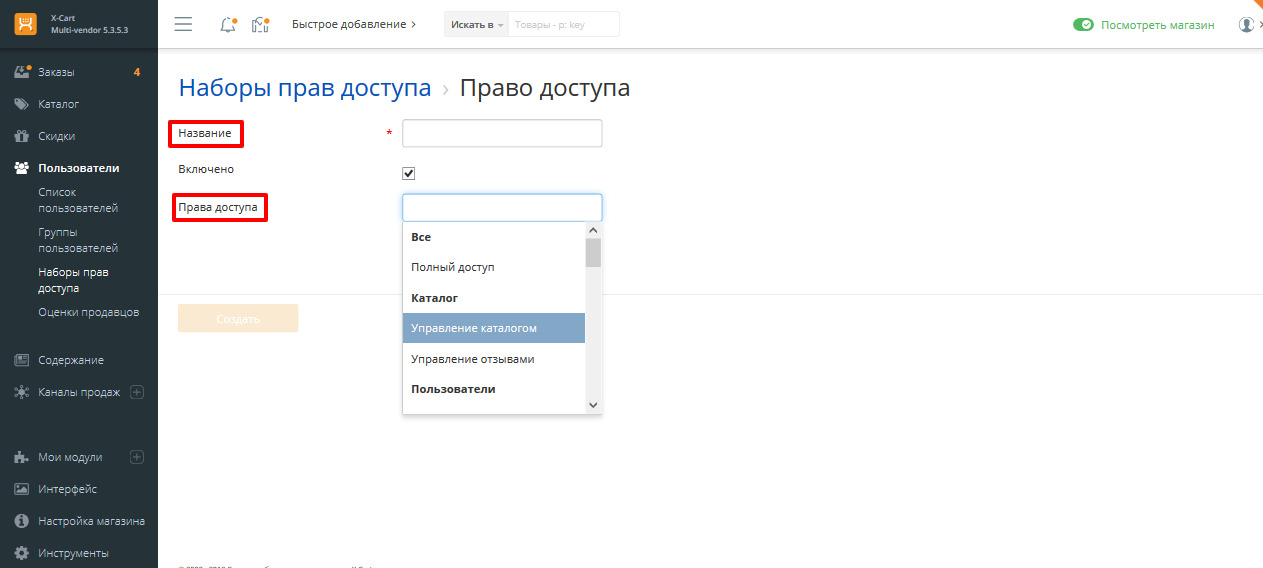 X-Cart
Multi-vendor 5.3.5.3
Быстрое добавление
Искать в
Товары - р: key
Посмотреть магазин
Заказы 4
Каталог
Скидки
Пользователи
Список
пользователей
Группы
пользователей
Наборы прав
доступа
Оценки продавцов
Содержание
Каналы продаж
Мои модули
Интерфейс
Настройка магазина
Инструменты
Наборы прав доступа › Право доступа
Название *
Включено
Права доступа
Все
Полный доступ
Каталог
Управление каталогом
Управление отзывами
Пользователи
Создать